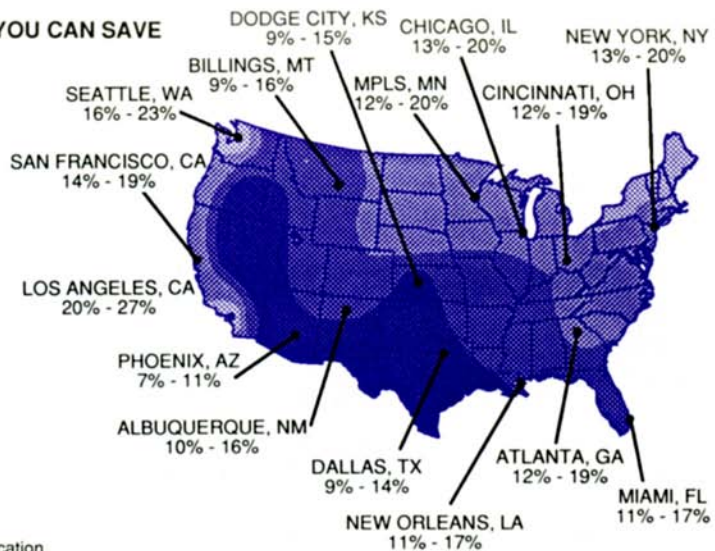 YOU CAN SAVE
DODGE CITY, KS
9% - 15%
CHICAGO, IL
13% - 20%
NEW YORK, NY
13% - 20%
BILLINGS, MT
9% - 16%
MPLS, MN
12% - 20%
CINCINNATI, OH
12% - 19%
SEATTLE, WA
16% - 23%
SAN FRANCISCO, CA
14% - 19%
LOS ANGELES, CA
20% - 27%
PHOENIX, AZ
7% - 11%
ALBUQUERQUE, NM
10% - 16%
DALLAS, TX
9% - 14%
NEW ORLEANS, LA
11% - 17%
ATLANTA, GA
12% - 19%
MIAMI, FL
11% - 17%